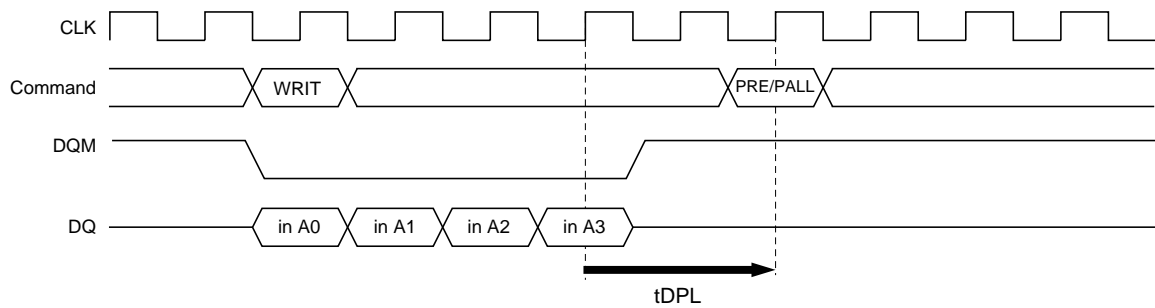 CLK
Command WRIT PRE/PALL
DQM
DQ in A0 in A1 in A2 in A3
tDPL